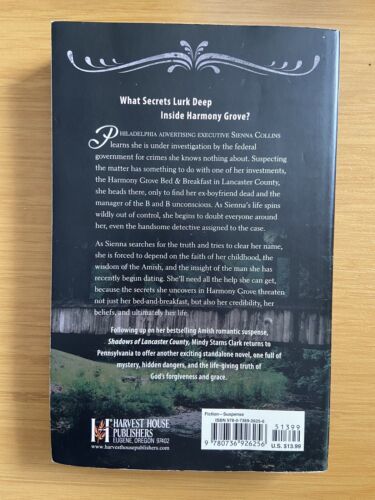 What Secrets Lurk Deep
Inside Harmony Grove?
PHILADELPHIA ADVERTISING EXECUTIVE SIENNA COLLINS
learns she is under investigation by the federal
government for crimes she knows nothing about. Suspecting
the matter has something to do with one of her investments,
the Harmony Grove Bed & Breakfast in Lancaster County,
she heads there, only to find her ex-boyfriend dead and
the manager of the B and B unconscious. As Sienna's life spins
wildly out of control, she begins to doubt everyone around
her, even the handsome detective assigned to the case.
As Sienna searches for the truth and tries to clear her name,
she is forced to depend on the faith of her childhood, the
wisdom of the Amish, and the insight of the man she has
recently begun dating. She'll need all the help she can get,
because the secrets she uncovers in Harmony Grove threaten
not just her bed-and-breakfast, but also her credibility, her
beliefs, and ultimately her life.
Following up on her bestselling Amish romantic suspense,
Shadows of Lancaster County, Mindy Starns Clark returns to
Pennsylvania to offer another exciting standalone novel, one full of
mystery, hidden dangers, and the life-giving truth of
God's forgiveness and grace.
HARVEST HOUSE
PUBLISHERS
EUGENE, OREGON 97402
www.harvesthousepublishers.com
Fiction—Suspense
ISBN 978-0-7369-2625-6
51399
9 780736 926256
U.S. $13.99